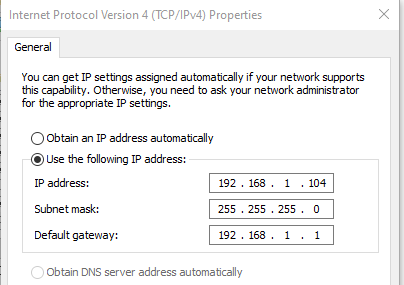 Internet Protocol Version 4 (TCP/IPv4) Properties
General
You can get IP settings assigned automatically if your network supports
this capability. Otherwise, you need to ask your network administrator
for the appropriate IP settings.
Obtain an IP address automatically
Use the following IP address:
IP address: 192 . 168 . 1 . 104
Subnet mask: 255 . 255 . 255 . 0
Default gateway: 192 . 168 . 1 . 1
Obtain DNS server address automatically